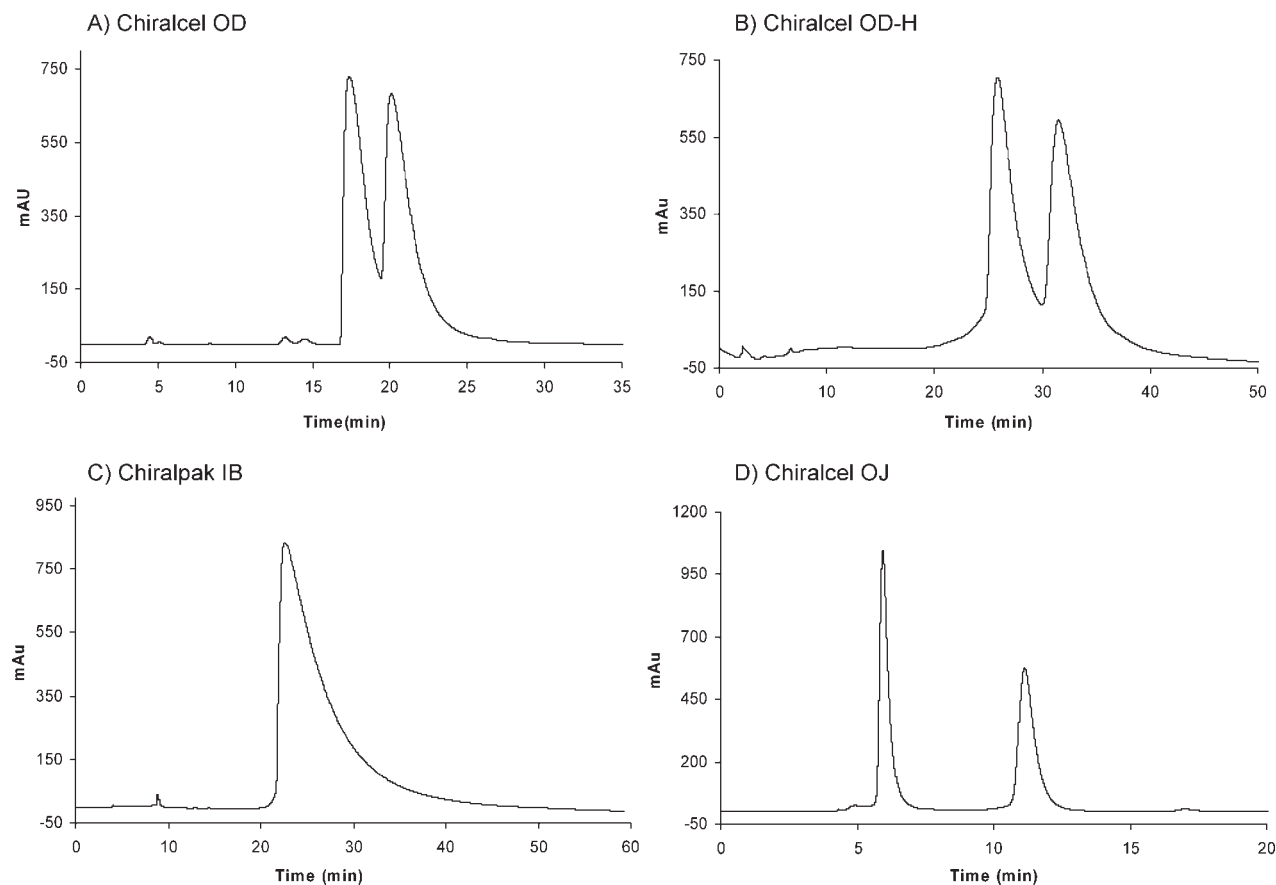 A) Chiralcel OD
750
550
350
150
-50
mAU
0 5 10 15 20 25 30 35
Time(min)
B) Chiralcel OD-H
750
550
350
150
-50
mAu
0 10 20 30 40 50
Time (min)
C) Chiralpak IB
950
750
550
350
150
-50
mAu
0 10 20 30 40 50 60
Time (min)
D) Chiralcel OJ
1200
950
700
450
200
-50
mAu
0 5 10 15 20
Time (min)